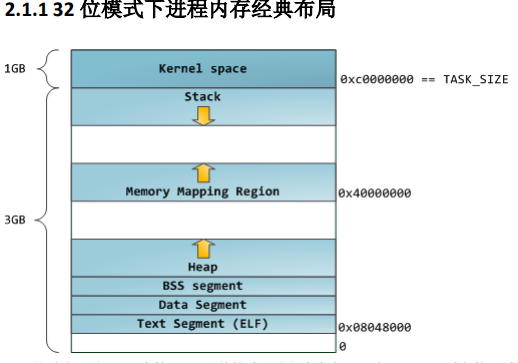 2.1.1 32 位模式下进程内存经典布局
1GB
Kernel space
0xc0000000 == TASK_SIZE
Stack
Memory Mapping Region
0x40000000
3GB
Heap
BSS segment
Data Segment
Text Segment (ELF)
0x08048000
0